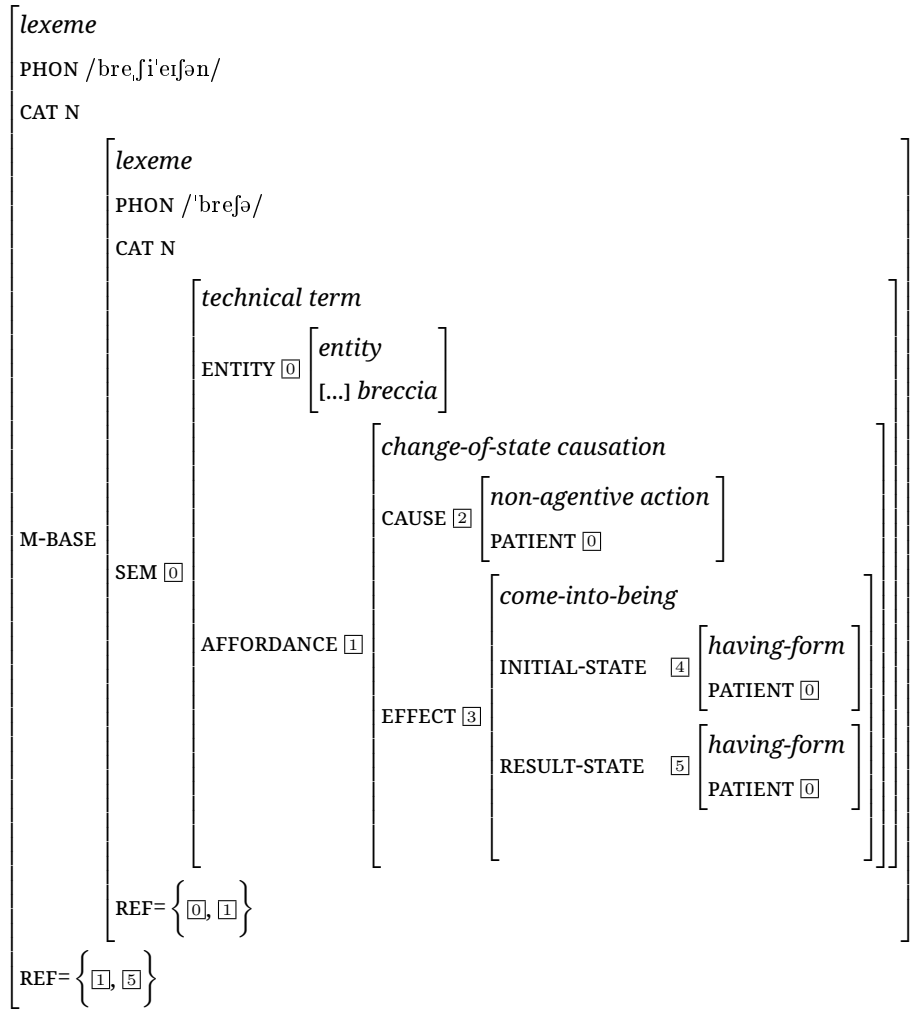 lexeme
PHON /breˌʃiˈeɪʃən/
CAT N
lexeme
PHON /ˈbreʃə/
CAT N
technical term
ENTITY 0
entity
[...] breccia
change-of-state causation
CAUSE 2
non-agentive action
PATIENT 0
M-BASE
SEM 0
AFFORDANCE 1
EFFECT 3
come-into-being
INITIAL-STATE 4
having-form
PATIENT 0
RESULT-STATE 5
having-form
PATIENT 0
REF= { 0, 1 }
REF= { 1, 5 }